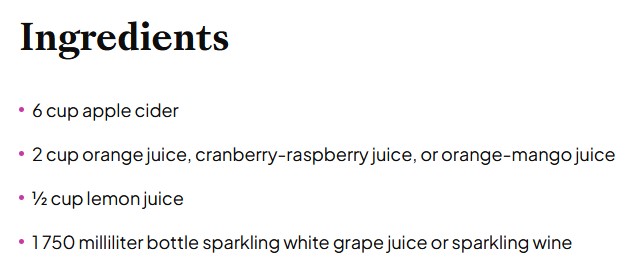 Ingredients
• 6 cup apple cider
• 2 cup orange juice, cranberry-raspberry juice, or orange-mango juice
• ½ cup lemon juice
• 1 750 milliliter bottle sparkling white grape juice or sparkling wine